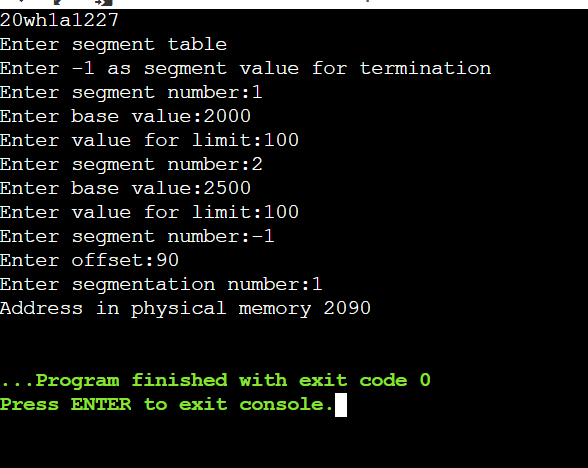 20wh1a1227
Enter segment table
Enter -1 as segment value for termination
Enter segment number:1
Enter base value:2000
Enter value for limit:100
Enter segment number:2
Enter base value:2500
Enter value for limit:100
Enter segment number:-1
Enter offset:90
Enter segmentation number:1
Address in physical memory 2090
...Program finished with exit code 0
Press ENTER to exit console.